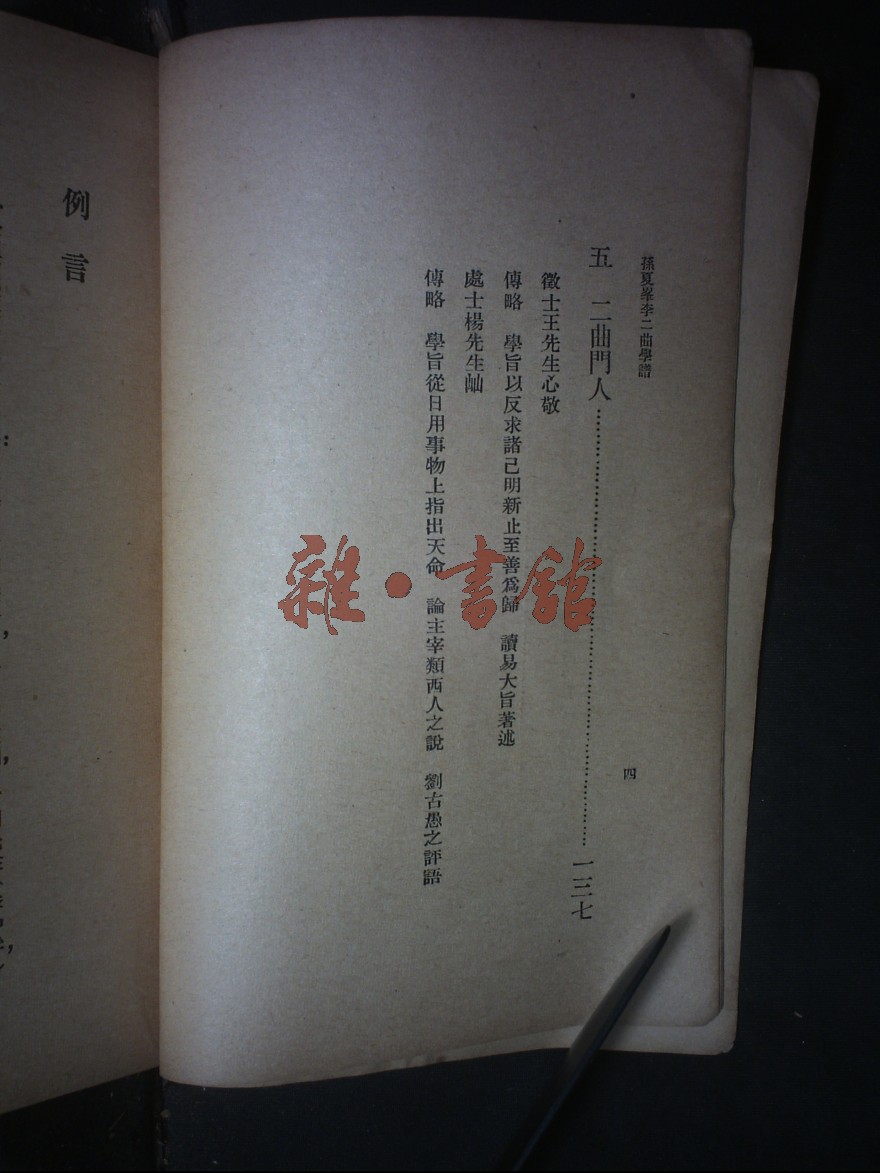 孫夏峯李二曲學譜
四
五　二曲門人……………………一三七
徵士王先生心敬
傳略　學旨以反求諸己明新止至善爲歸　讀易大旨著述
處士楊先生屾
傳略　學旨從日用事物上指出天命　論主宰類西人之說　劉古愚之評語
例言
雜·書館